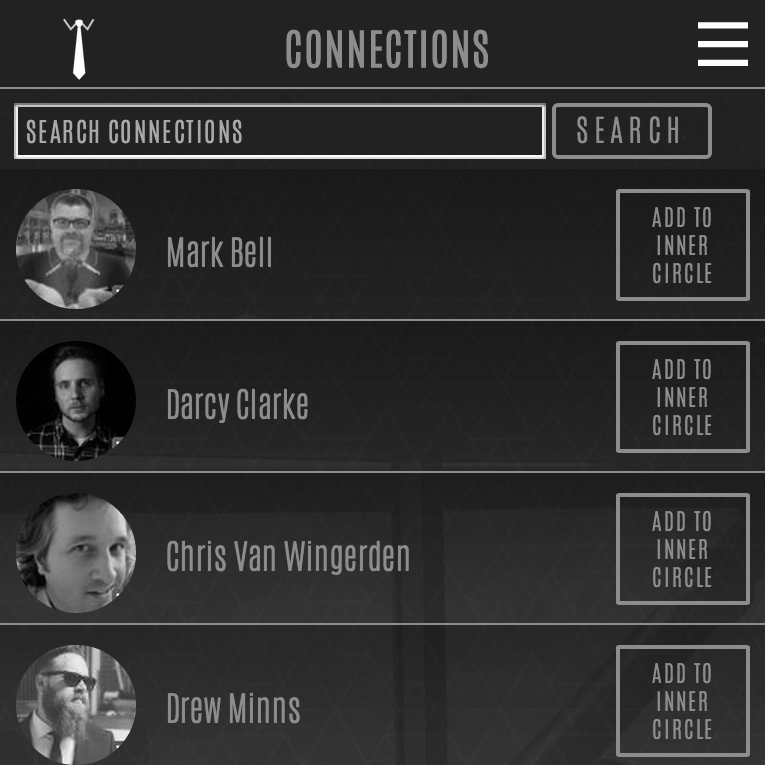 CONNECTIONS
SEARCH CONNECTIONS
SEARCH
Mark Bell
ADD TO
INNER
CIRCLE
Darcy Clarke
ADD TO
INNER
CIRCLE
Chris Van Wingerden
ADD TO
INNER
CIRCLE
Drew Minns
ADD TO
INNER
CIRCLE